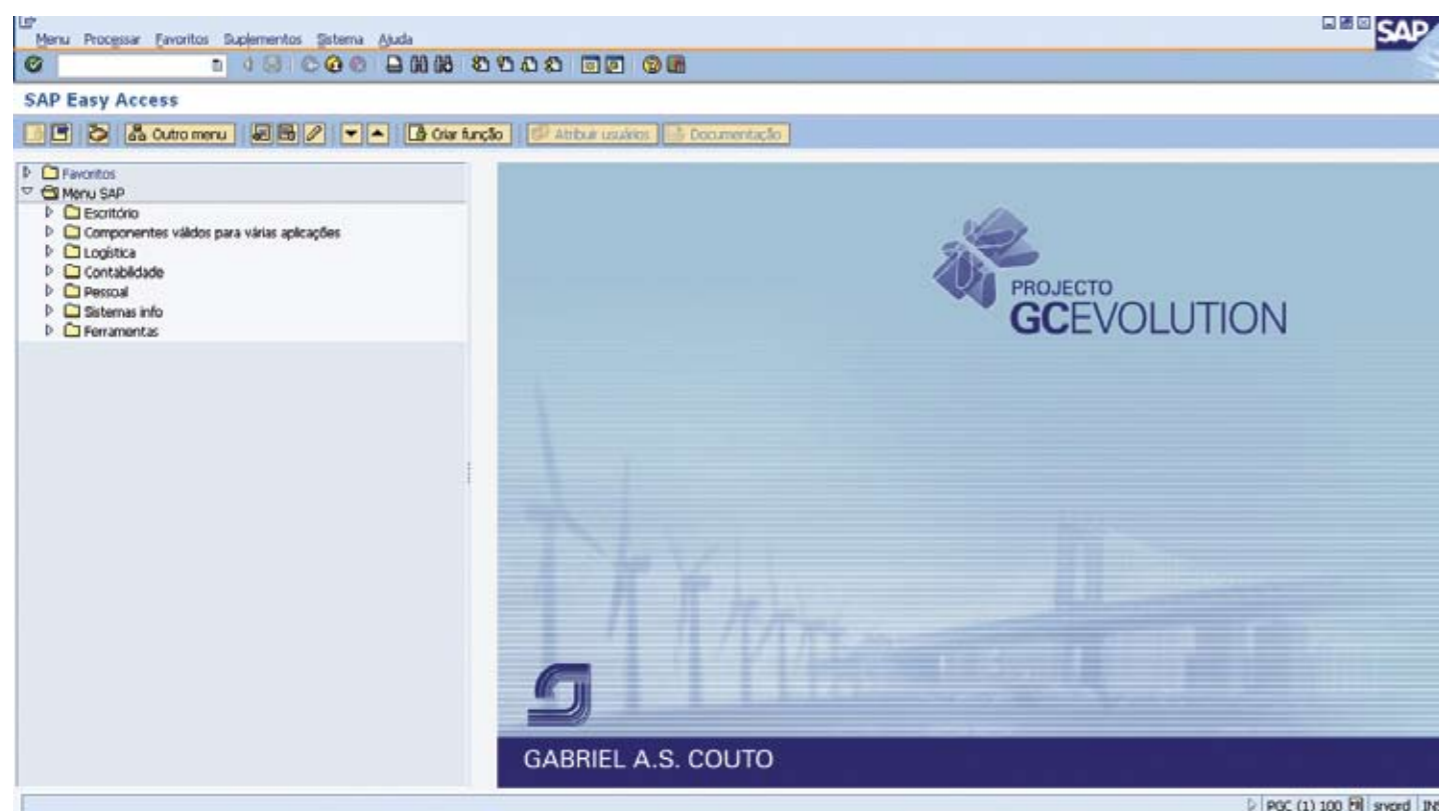 Menu Processar Favoritos Suplementos Sistema Ajuda
SAP
SAP Easy Access
Outro menu Criar função Atribuir usuários Documentação
Favoritos
Menu SAP
Escritório
Componentes válidos para várias aplicações
Logística
Contabilidade
Pessoal
Sistemas info
Ferramentas
PROJECTO
GCEVOLUTION
GABRIEL A.S. COUTO
PGC (1) 100